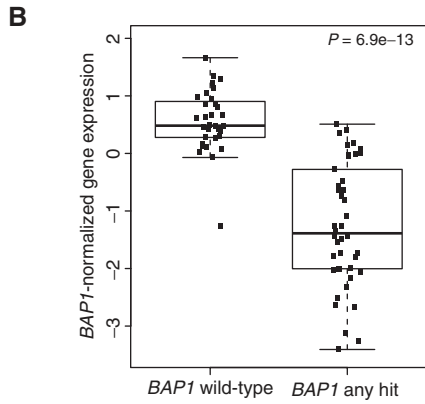 B
P = 6.9e–13
BAP1-normalized gene expression
2
1
0
–1
–2
–3
BAP1 wild-type
BAP1 any hit